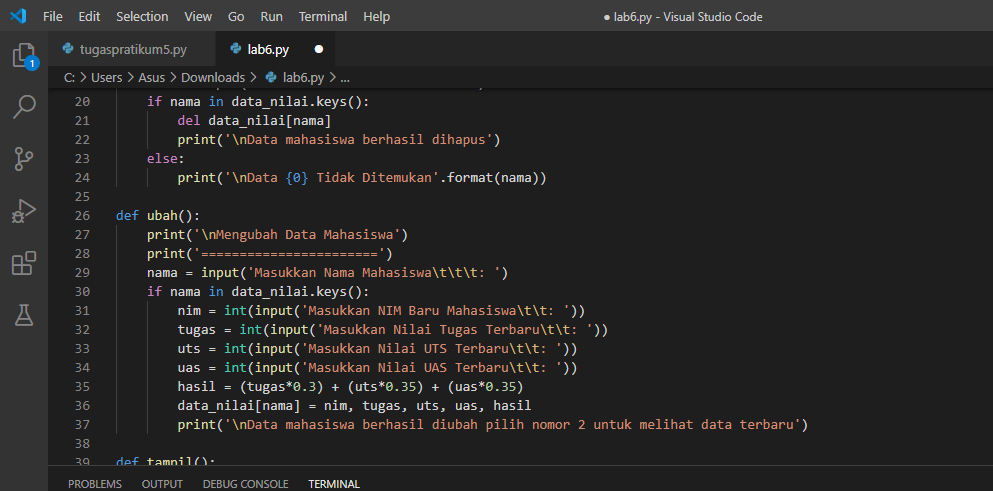 File Edit Selection View Go Run Terminal Help ● lab6.py - Visual Studio Code
1
tugaspratikum5.py lab6.py ●
C: > Users > Asus > Downloads > lab6.py > ...
20 if nama in data_nilai.keys():
21 del data_nilai[nama]
22 print('\nData mahasiswa berhasil dihapus')
23 else:
24 print('\nData {0} Tidak Ditemukan'.format(nama))
25
26 def ubah():
27 print('\nMengubah Data Mahasiswa')
28 print('=======================')
29 nama = input('Masukkan Nama Mahasiswa\t\t\t: ')
30 if nama in data_nilai.keys():
31 nim = int(input('Masukkan NIM Baru Mahasiswa\t\t: '))
32 tugas = int(input('Masukkan Nilai Tugas Terbaru\t\t: '))
33 uts = int(input('Masukkan Nilai UTS Terbaru\t\t: '))
34 uas = int(input('Masukkan Nilai UAS Terbaru\t\t: '))
35 hasil = (tugas*0.3) + (uts*0.35) + (uas*0.35)
36 data_nilai[nama] = nim, tugas, uts, uas, hasil
37 print('\nData mahasiswa berhasil diubah pilih nomor 2 untuk melihat data terbaru')
38
39 def tampil():
PROBLEMS OUTPUT DEBUG CONSOLE TERMINAL